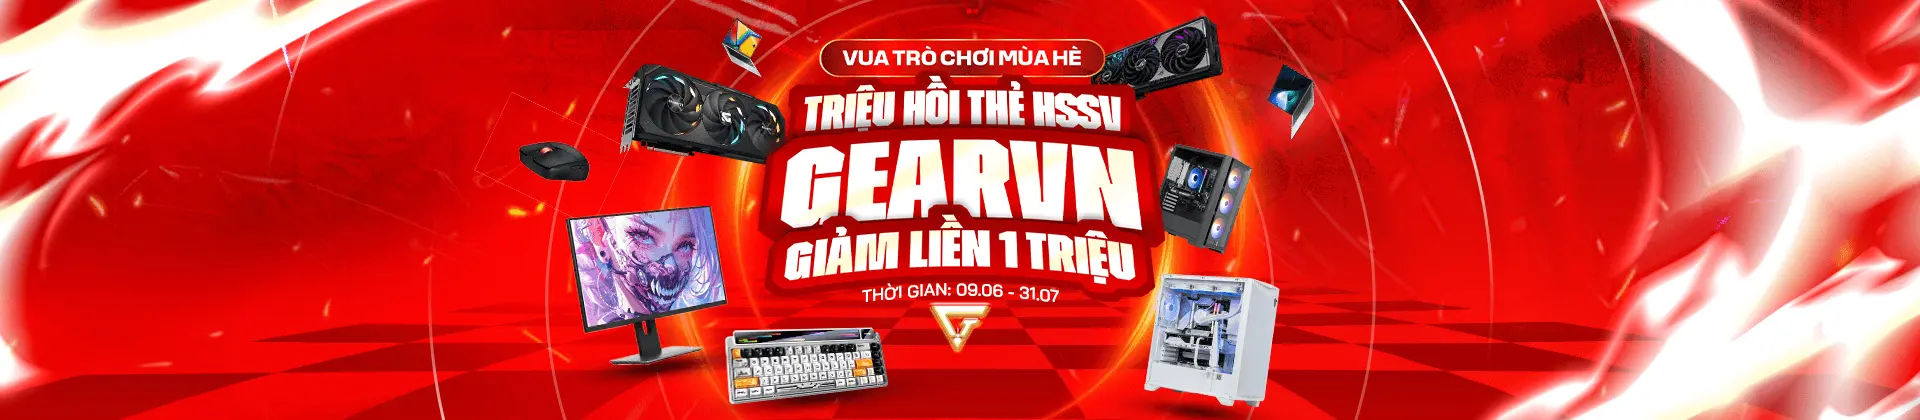 VUA TRÒ CHƠI MÙA HÈ
TRIỆU HỒI THẺ HSSV
GEARVN
GIẢM LIỀN 1 TRIỆU
THỜI GIAN: 09.06 - 31.07